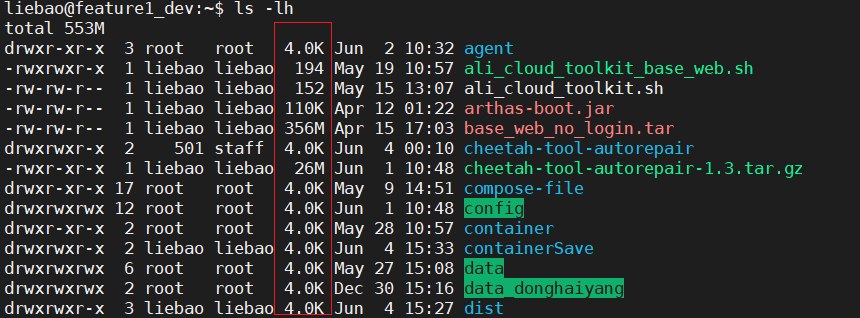 liebao@feature1_dev:~$ ls -lh
total 553M
drwxr-xr-x  3 root   root   4.0K Jun  2 10:32 agent
-rwxrwxr-x  1 liebao liebao  194 May 19 10:57 ali_cloud_toolkit_base_web.sh
-rw-rw-r--  1 liebao liebao  152 May 15 13:07 ali_cloud_toolkit.sh
-rw-rw-r--  1 liebao liebao 110K Apr 12 01:22 arthas-boot.jar
-rw-rw-r--  1 liebao liebao 356M Apr 15 17:03 base_web_no_login.tar
drwxrwxr-x  2    501 staff  4.0K Jun  4 00:10 cheetah-tool-autorepair
-rwxr-xr-x  1 liebao liebao  26M Jun  1 10:48 cheetah-tool-autorepair-1.3.tar.gz
drwxr-xr-x 17 root   root   4.0K May  9 14:51 compose-file
drwxrwxrwx 12 root   root   4.0K Jun  1 10:48 config
drwxr-xr-x  2 root   root   4.0K May 28 10:57 container
drwxrwxr-x  2 liebao liebao 4.0K Jun  4 15:33 containerSave
drwxrwxrwx  6 root   root   4.0K May 27 15:08 data
drwxrwxrwx  2 root   root   4.0K Dec 30 15:16 data_donghaiyang
drwxrwxr-x  3 liebao liebao 4.0K Jun  4 15:27 dist